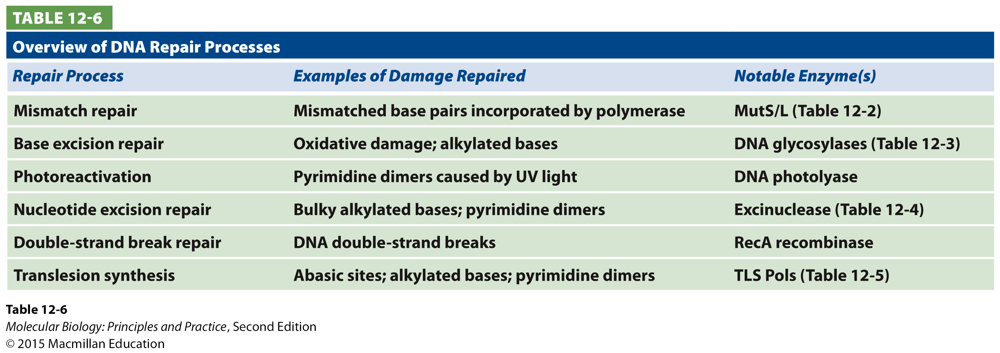 TABLE 12-6
Overview of DNA Repair Processes
Repair Process Examples of Damage Repaired Notable Enzyme(s)
Mismatch repair Mismatched base pairs incorporated by polymerase MutS/L (Table 12-2)
Base excision repair Oxidative damage; alkylated bases DNA glycosylases (Table 12-3)
Photoreactivation Pyrimidine dimers caused by UV light DNA photolyase
Nucleotide excision repair Bulky alkylated bases; pyrimidine dimers Excinuclease (Table 12-4)
Double-strand break repair DNA double-strand breaks RecA recombinase
Translesion synthesis Abasic sites; alkylated bases; pyrimidine dimers TLS Pols (Table 12-5)
Table 12-6
Molecular Biology: Principles and Practice, Second Edition
© 2015 Macmillan Education